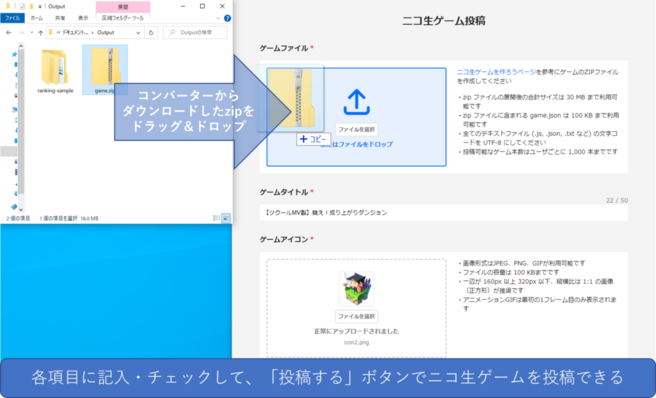 Output
展開
ファイル
ホーム
共有
表示
圧縮フォルダー ツール
ドキュメント...
Output
Outputの検索
ranking-sample
game.zip
2 個の項目
1 個の項目を選択 18.0 MB
コンバーターから
ダウンロードしたzipを
ドラッグ＆ドロップ
ニコ生ゲーム投稿
ゲームファイル *
ファイルを選択
はファイルをドロップ
コピー
ニコ生ゲームを作ろうページを参考にゲームのZIPファイル
を作成してください
・zip ファイルの展開後の合計サイズは 30 MB まで利用可
能です
・zip ファイルに含まれる game.json は 100 KB まで利用可
能です
・全てのテキストファイル (.js, .json, .txt など) の文字コ
ードを UTF-8 にしてください
・投稿可能なゲーム本数はユーザごとに 1,000 本までです
ゲームタイトル *
22 / 50
【ツクールMV製】競え！成り上がりダンジョン
ゲームアイコン *
ファイルを選択
正常にアップロードされました
icon2.png
・画像形式はJPEG、PNG、GIFが利用可能です
・ファイルの容量は 100 KBまでです
・一辺が 160px 以上 320px 以下、縦横比は 1:1 の画像
（正方形）が推奨です
・アニメーションGIFは最初の1フレーム目のみ表示されま
す
各項目に記入・チェックして、「投稿する」ボタンでニコ生ゲームを投稿できる